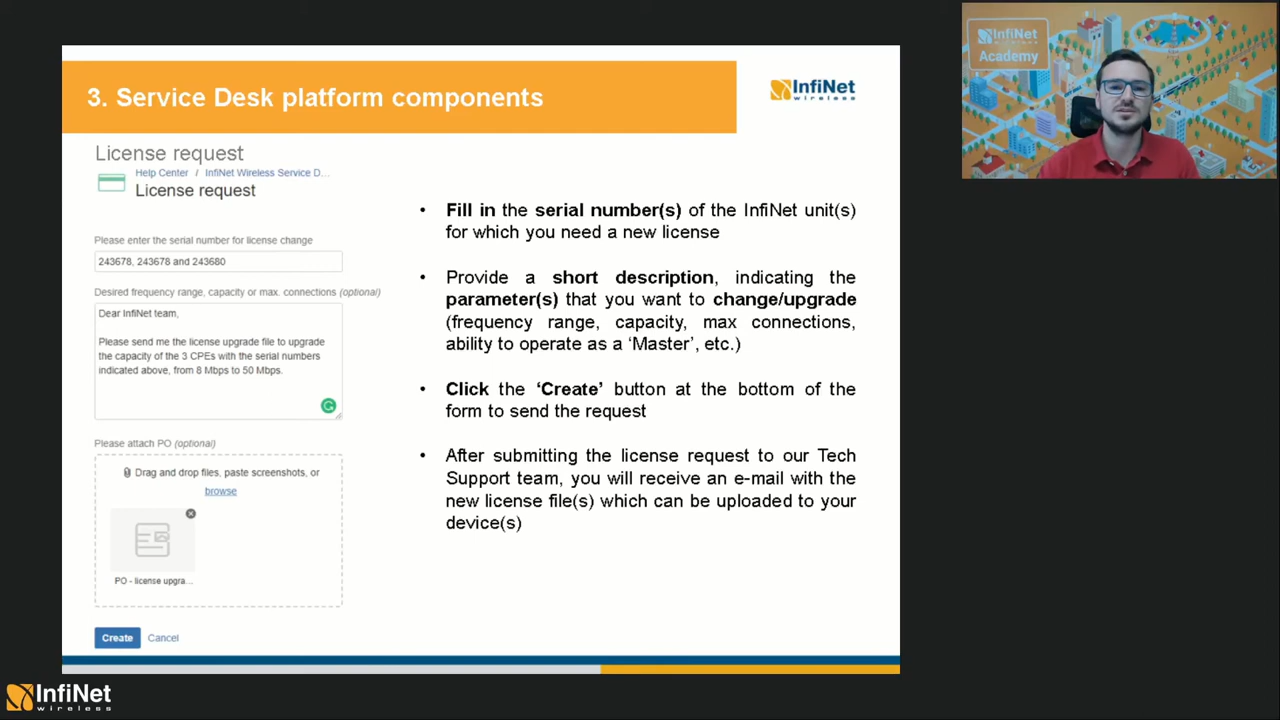 3. Service Desk platform components
InfiNet
wireless
InfiNet
wireless
Academy
License request
Help Center / InfiNet Wireless Service D...
License request
Please enter the serial number for license change
243678, 243678 and 243680
Desired frequency range, capacity or max. connections (optional)
Dear InfiNet team,
Please send me the license upgrade file to upgrade
the capacity of the 3 CPEs with the serial numbers
indicated above, from 8 Mbps to 50 Mbps.
Please attach PO (optional)
Drag and drop files, paste screenshots, or
browse
PO - license upgra...
Create Cancel
• Fill in the serial number(s) of the InfiNet unit(s)
for which you need a new license
• Provide a short description, indicating the
parameter(s) that you want to change/upgrade
(frequency range, capacity, max connections,
ability to operate as a ‘Master’, etc.)
• Click the ‘Create’ button at the bottom of the
form to send the request
• After submitting the license request to our Tech
Support team, you will receive an e-mail with the
new license file(s) which can be uploaded to your
device(s)
InfiNet
wireless